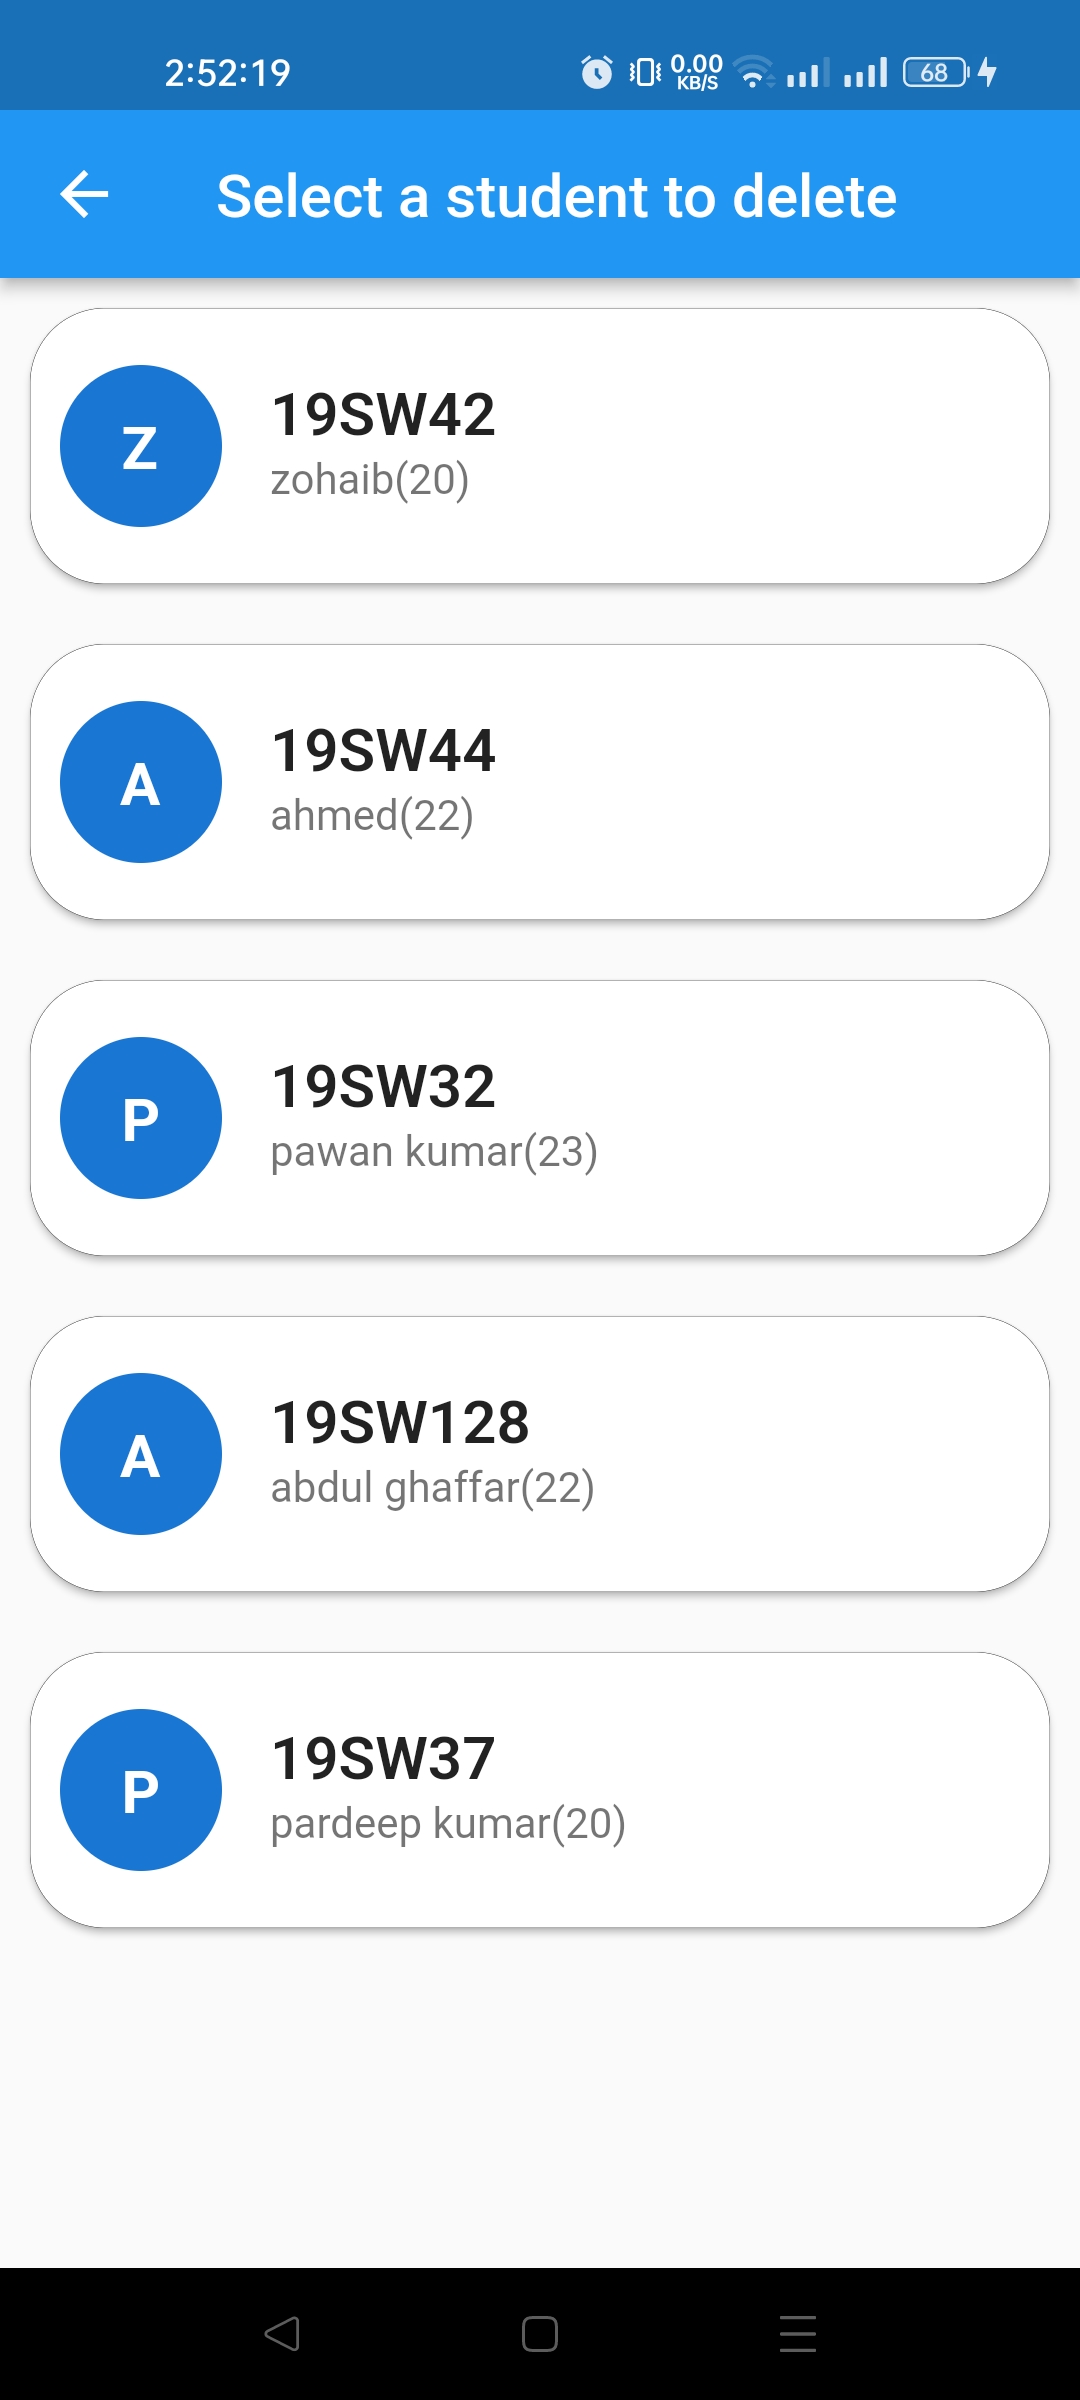 2:52:19 0.00 KB/S 68
Select a student to delete
Z
19SW42
zohaib(20)
A
19SW44
ahmed(22)
P
19SW32
pawan kumar(23)
A
19SW128
abdul ghaffar(22)
P
19SW37
pardeep kumar(20)